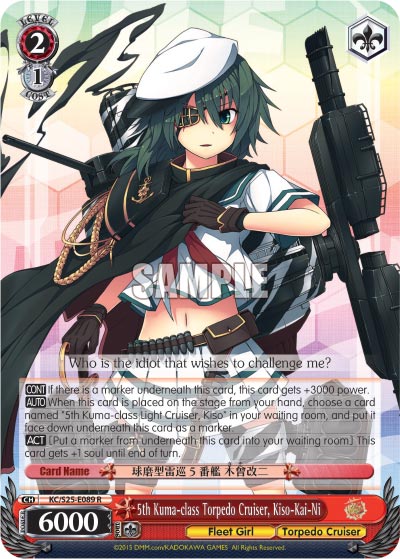 LEVEL
2
1
COST
SAMPLE
Who is the idiot that wishes to challenge me?
CONT If there is a marker underneath this card, this card gets +3000 power.
AUTO When this card is placed on the stage from your hand, choose a card
named "5th Kuma-class Light Cruiser, Kiso" in your waiting room, and put it
face down underneath this card as a marker.
ACT [Put a marker from underneath this card into your waiting room] This
card gets +1 soul until end of turn.
Card Name 球磨型雷巡5番艦 木曾改二
CH KC/S25-E089 R
5th Kuma-class Torpedo Cruiser, Kiso-Kai-Ni
POWER 6000 SOUL
Fleet Girl Torpedo Cruiser
©2013 DMM.com/KADOKAWA GAMES All Rights Reserved.